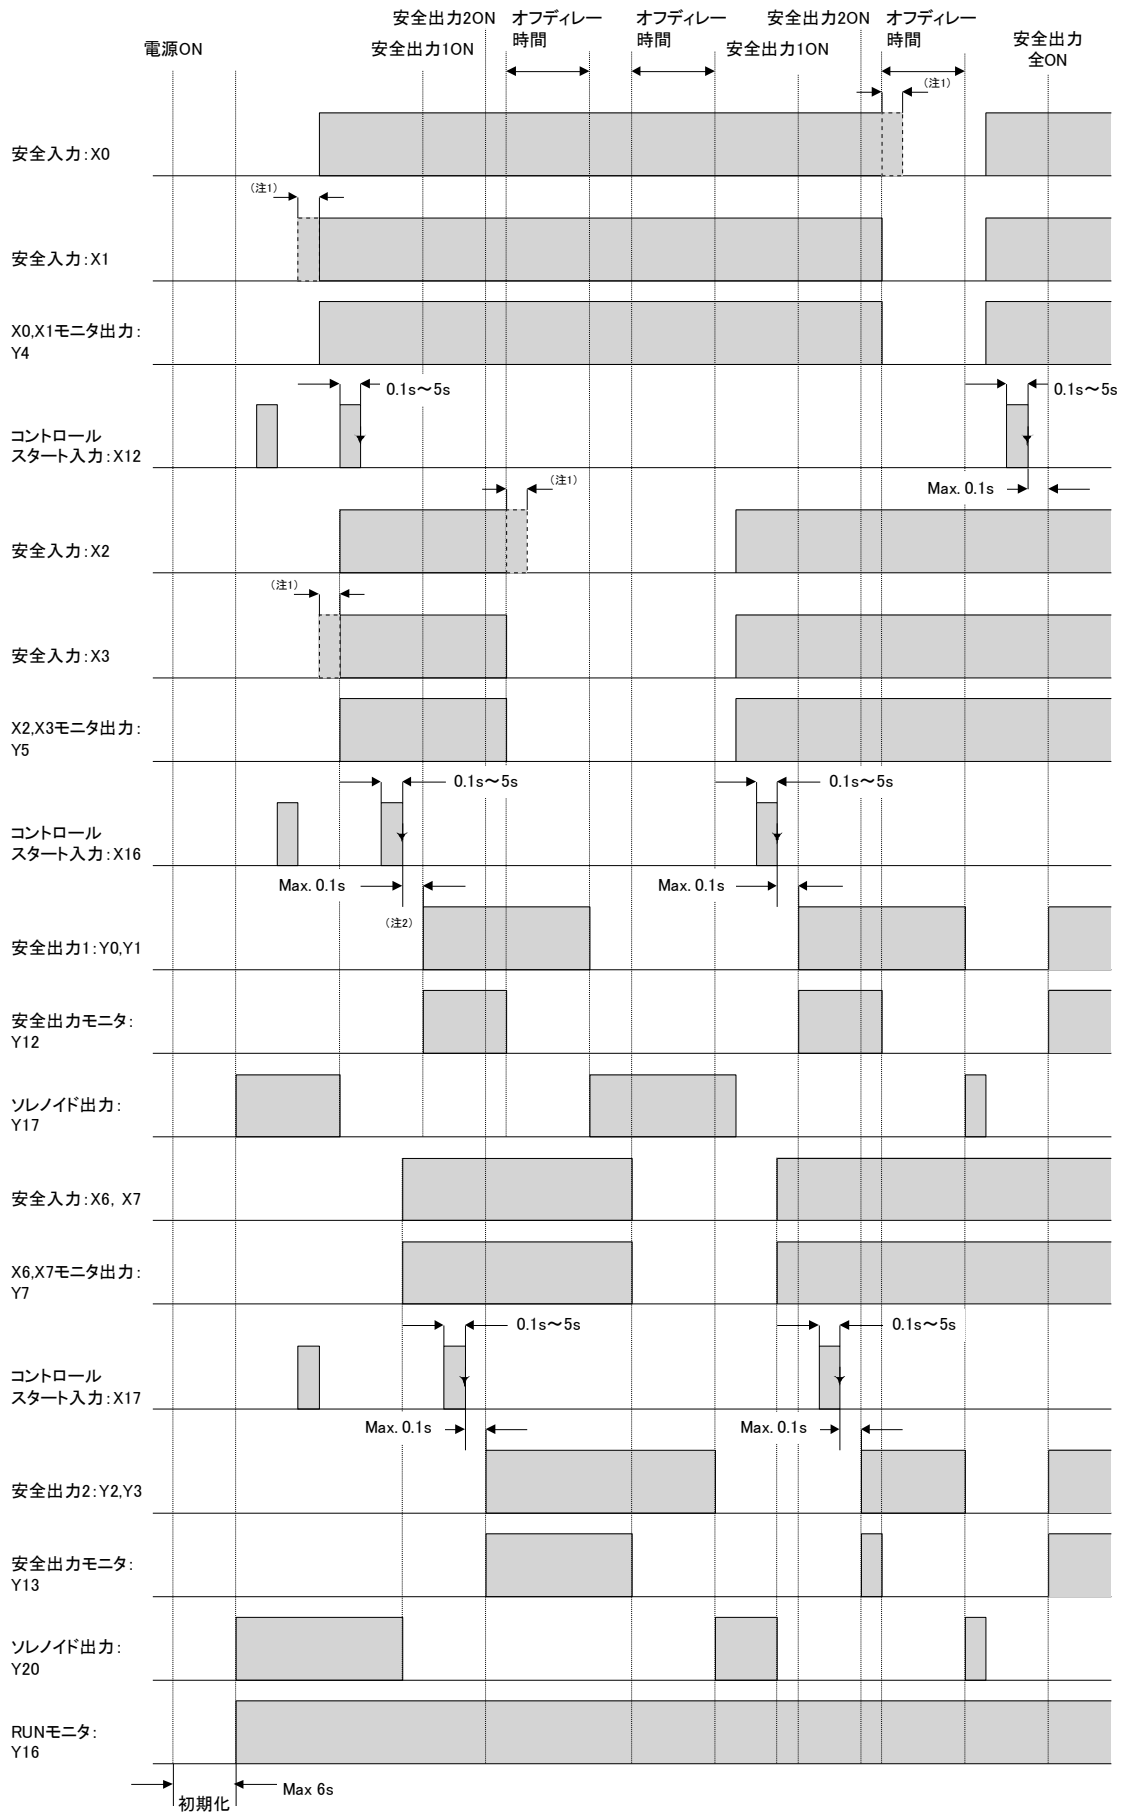 安全出力2ON
オフディレー
時間
オフディレー
時間
安全出力2ON
オフディレー
時間
電源ON
安全出力1ON
安全出力1ON
安全出力
全ON
(注1)
安全入力:X0
(注1)
安全入力:X1
X0,X1モニタ出力:
Y4
0.1s～5s
0.1s～5s
コントロール
スタート入力:X12
Max. 0.1s
(注1)
安全入力:X2
(注1)
安全入力:X3
X2,X3モニタ出力:
Y5
0.1s～5s
0.1s～5s
コントロール
スタート入力:X16
Max. 0.1s
Max. 0.1s
(注2)
安全出力1:Y0,Y1
安全出力モニタ:
Y12
ソレノイド出力:
Y17
安全入力:X6, X7
X6,X7モニタ出力:
Y7
0.1s～5s
0.1s～5s
コントロール
スタート入力:X17
Max. 0.1s
Max. 0.1s
安全出力2:Y2,Y3
安全出力モニタ:
Y13
ソレノイド出力:
Y20
RUNモニタ:
Y16
Max 6s
初期化